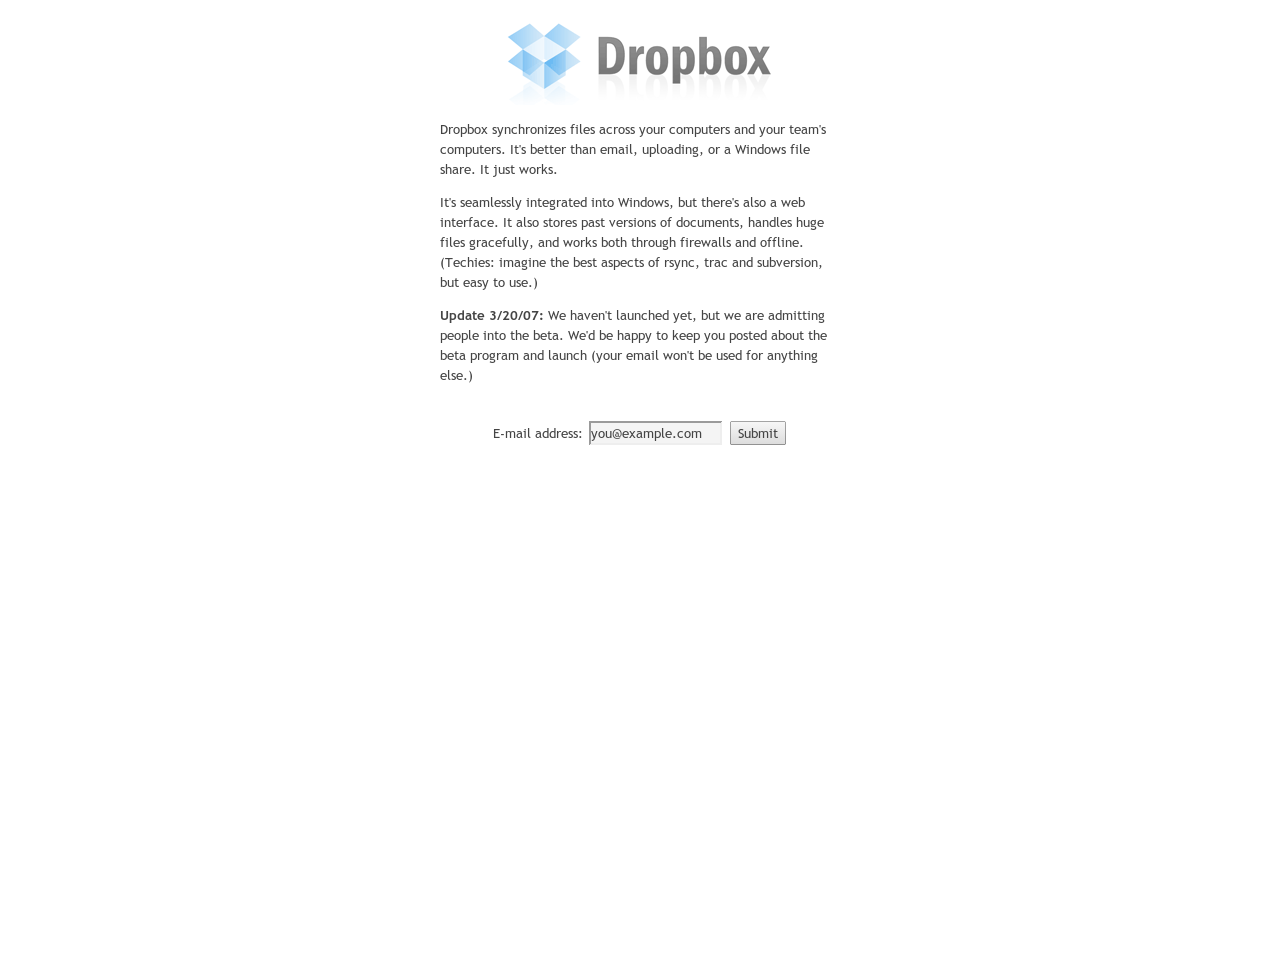 Dropbox
Dropbox synchronizes files across your computers and your team's
computers. It's better than email, uploading, or a Windows file
share. It just works.
It's seamlessly integrated into Windows, but there's also a web
interface. It also stores past versions of documents, handles huge
files gracefully, and works both through firewalls and offline.
(Techies: imagine the best aspects of rsync, trac and subversion,
but easy to use.)
Update 3/20/07: We haven't launched yet, but we are admitting
people into the beta. We'd be happy to keep you posted about the
beta program and launch (your email won't be used for anything
else.)
E-mail address: you@example.com Submit